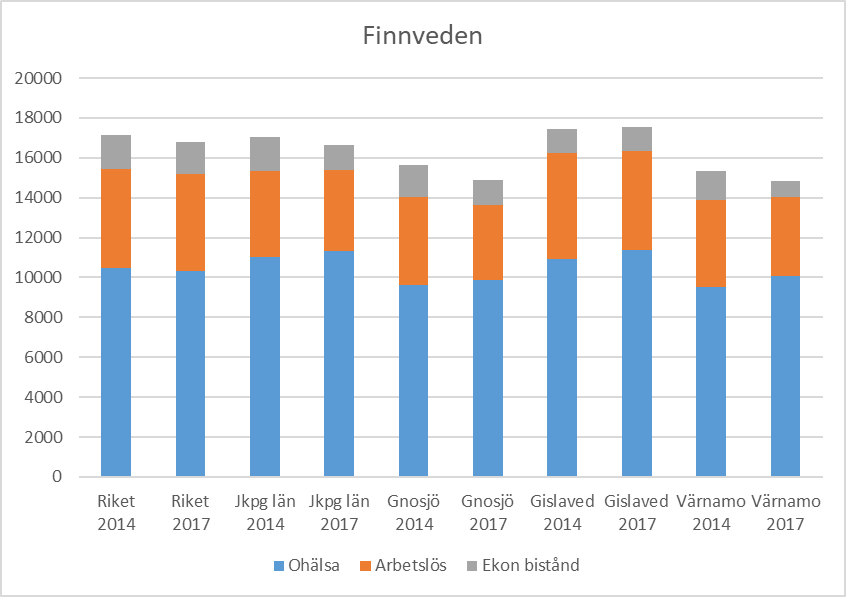 Finnveden
20000
18000
16000
14000
12000
10000
8000
6000
4000
2000
0
Riket Riket Jkpg län Jkpg län Gnosjö Gnosjö Gislaved Gislaved Värnamo Värnamo
2014 2017 2014 2017 2014 2017 2014 2017 2014 2017
Ohälsa Arbetslös Ekon bistånd